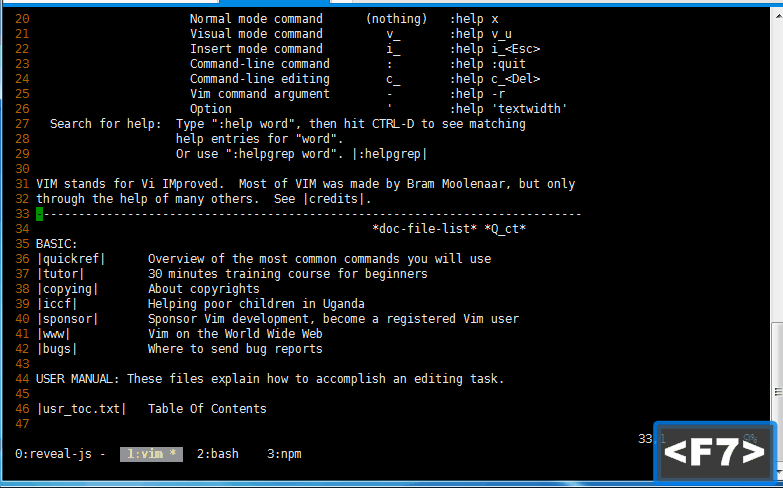 20                       Normal mode command      (nothing)   :help x
21                       Visual mode command         v_       :help v_u
22                       Insert mode command         i_       :help i_<Esc>
23                       Command-line command        :        :help :quit
24                       Command-line editing        c_       :help c_<Del>
25                       Vim command argument        -        :help -r
26                       Option                      '        :help 'textwidth'
27   Search for help:  Type ":help word", then hit CTRL-D to see matching
28                     help entries for "word".
29                     Or use ":helpgrep word". |:helpgrep|
30
31 VIM stands for Vi IMproved.  Most of VIM was made by Bram Moolenaar, but only
32 through the help of many others.  See |credits|.
33 ------------------------------------------------------------------------------
34                                                 *doc-file-list* *Q_ct*
35 BASIC:
36 |quickref|      Overview of the most common commands you will use
37 |tutor|         30 minutes training course for beginners
38 |copying|       About copyrights
39 |iccf|          Helping poor children in Uganda
40 |sponsor|       Sponsor Vim development, become a registered Vim user
41 |www|           Vim on the World Wide Web
42 |bugs|          Where to send bug reports
43
44 USER MANUAL: These files explain how to accomplish an editing task.
45
46 |usr_toc.txt|   Table Of Contents
47
33,1 9%
0:reveal-js -  1:vim *  2:bash    3:npm
<F7>